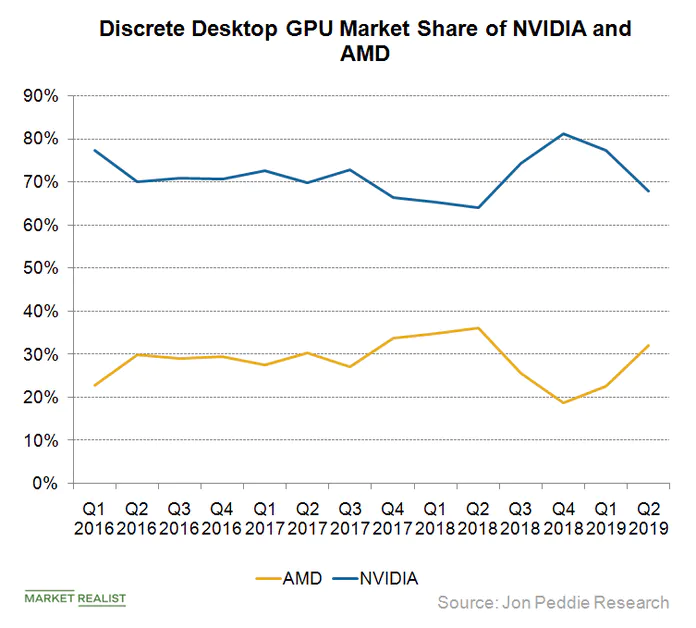 Discrete Desktop GPU Market Share of NVIDIA and
AMD
90%
80%
70%
60%
50%
40%
30%
20%
10%
0%
Q1 Q2 Q3 Q4 Q1 Q2 Q3 Q4 Q1 Q2 Q3 Q4 Q1 Q2
2016 2016 2016 2016 2017 2017 2017 2017 2018 2018 2018 2018 2019 2019
AMD NVIDIA
MARKET REALIST
Source: Jon Peddie Research